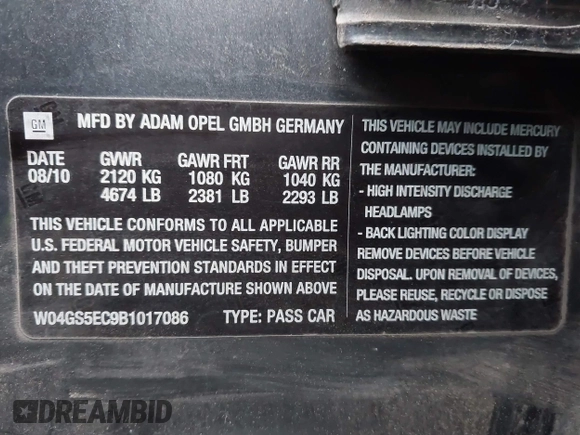 GM
MFD BY ADAM OPEL GMBH GERMANY
DATE GVWR GAWR FRT GAWR RR
08/10 2120 KG 1080 KG 1040 KG
4674 LB 2381 LB 2293 LB
THIS VEHICLE CONFORMS TO ALL APPLICABLE
U.S. FEDERAL MOTOR VEHICLE SAFETY, BUMPER
AND THEFT PREVENTION STANDARDS IN EFFECT
ON THE DATE OF MANUFACTURE SHOWN ABOVE
W04GS5EC9B1017086 TYPE: PASS CAR
THIS VEHICLE MAY INCLUDE MERCURY
CONTAINING DEVICES INSTALLED BY
THE MANUFACTURER:
- HIGH INTENSITY DISCHARGE
HEADLAMPS
- BACK LIGHTING COLOR DISPLAY
REMOVE DEVICES BEFORE VEHICLE
DISPOSAL. UPON REMOVAL OF DEVICES,
PLEASE REUSE, RECYCLE OR DISPOSE
AS HAZARDOUS WASTE
DREAMBID